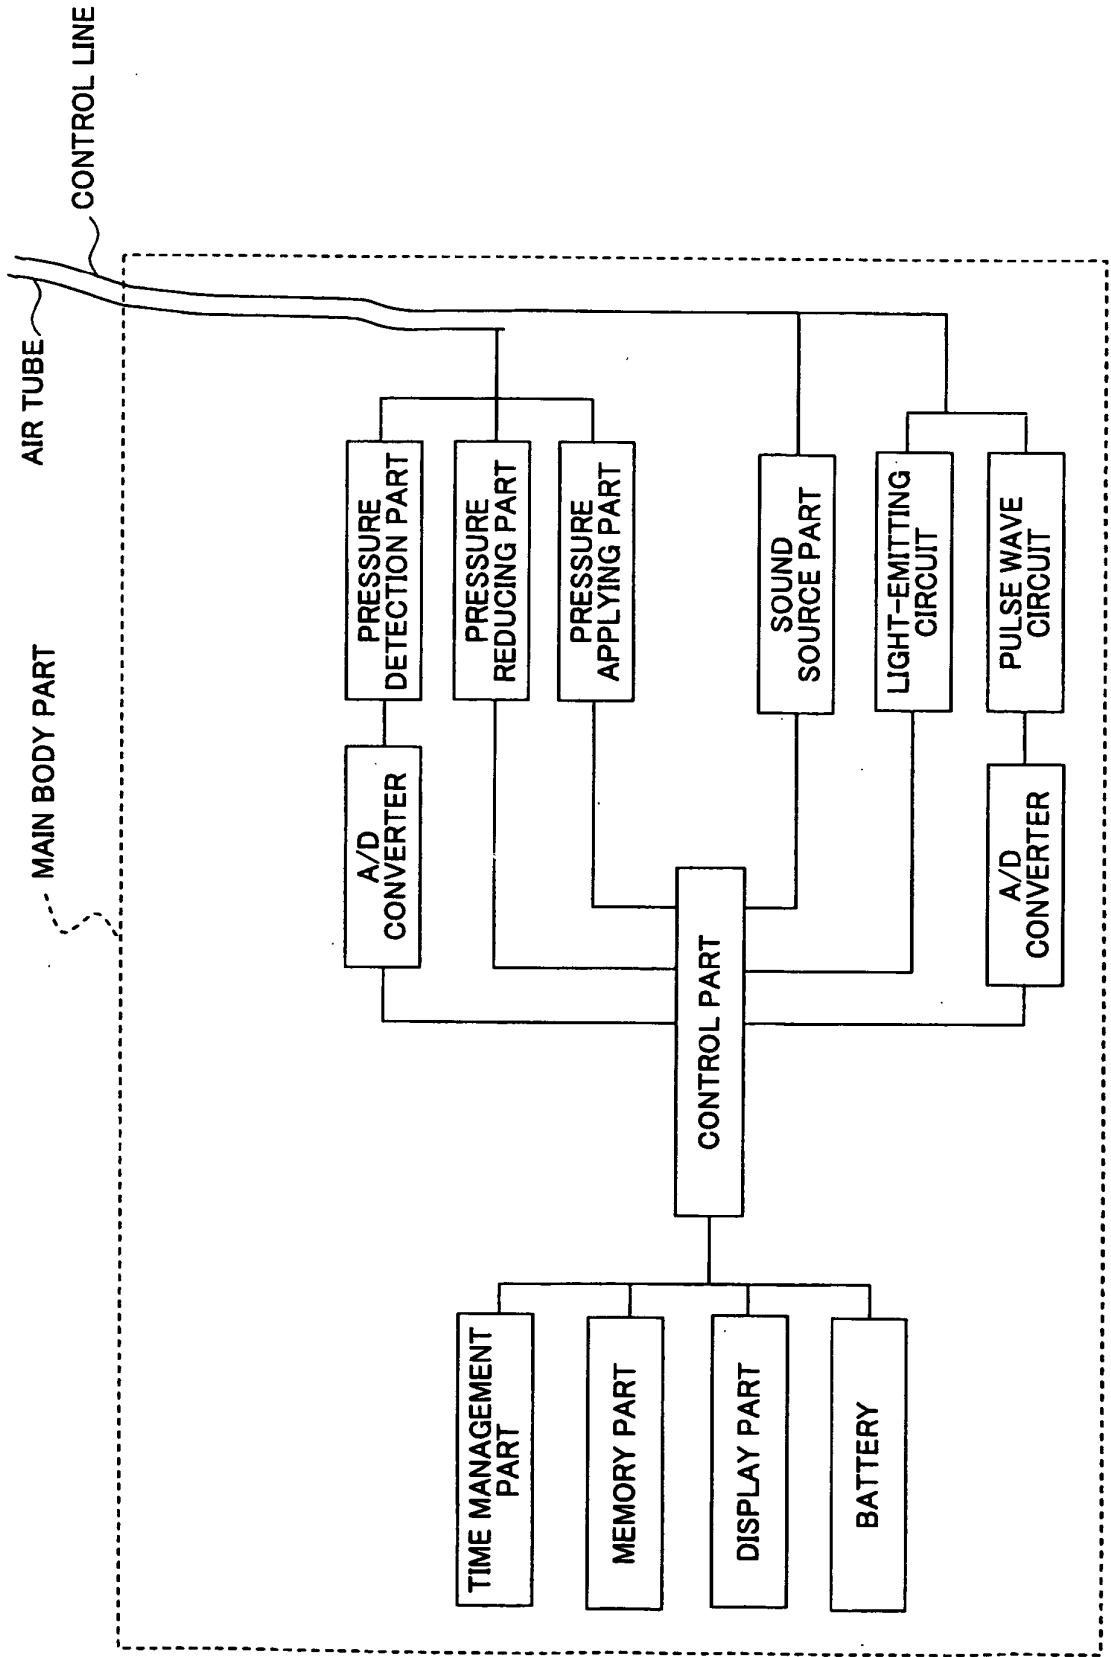 MAIN BODY PART
AIR TUBE
CONTROL LINE
TIME MANAGEMENT
PART
MEMORY PART
DISPLAY PART
BATTERY
CONTROL PART
A/D
CONVERTER
PRESSURE
DETECTION PART
PRESSURE
REDUCING PART
PRESSURE
APPLYING PART
SOUND
SOURCE PART
LIGHT-EMITTING
CIRCUIT
A/D
CONVERTER
PULSE WAVE
CIRCUIT